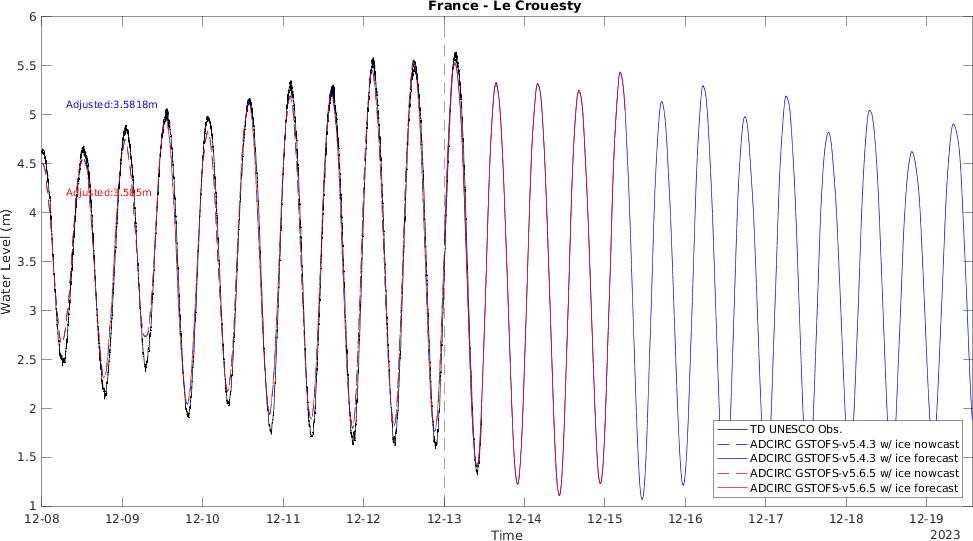 France - Le Crouesty
Water Level (m)
6
5.5
5
4.5
4
3.5
3
2.5
2
1.5
1
Adjusted:3.5818m
Adjusted:3.585m
TD UNESCO Obs.
ADCIRC GSTOFS-v5.4.3 w/ ice nowcast
ADCIRC GSTOFS-v5.4.3 w/ ice forecast
ADCIRC GSTOFS-v5.6.5 w/ ice nowcast
ADCIRC GSTOFS-v5.6.5 w/ ice forecast
12-08 12-09 12-10 12-11 12-12 12-13 12-14 12-15 12-16 12-17 12-18 12-19
Time
2023